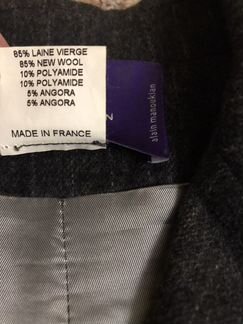 85% LAINE VIERGE
85% NEW WOOL
10% POLYAMIDE
10% POLYAMIDE
5% ANGORA
5% ANGORA
MADE IN FRANCE
alain manoukian